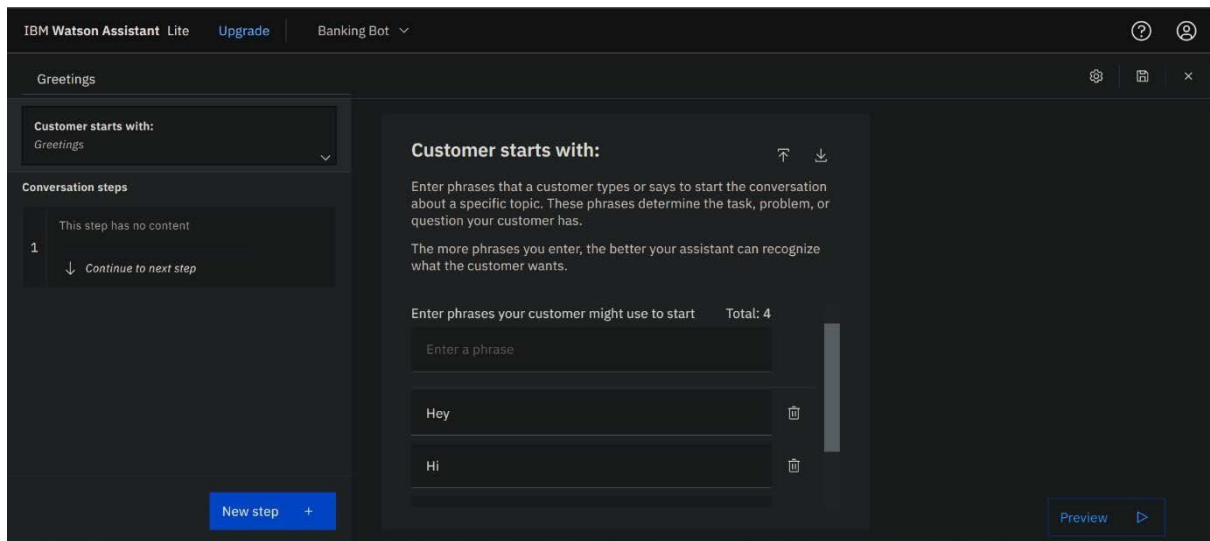 IBM Watson Assistant Lite Upgrade Banking Bot
Greetings
Customer starts with:
Greetings
Conversation steps
1
This step has no content
Continue to next step
New step +
Customer starts with:
Enter phrases that a customer types or says to start the conversation
about a specific topic. These phrases determine the task, problem, or
question your customer has.
The more phrases you enter, the better your assistant can recognize
what the customer wants.
Enter phrases your customer might use to start Total: 4
Enter a phrase
Hey
Hi
Preview